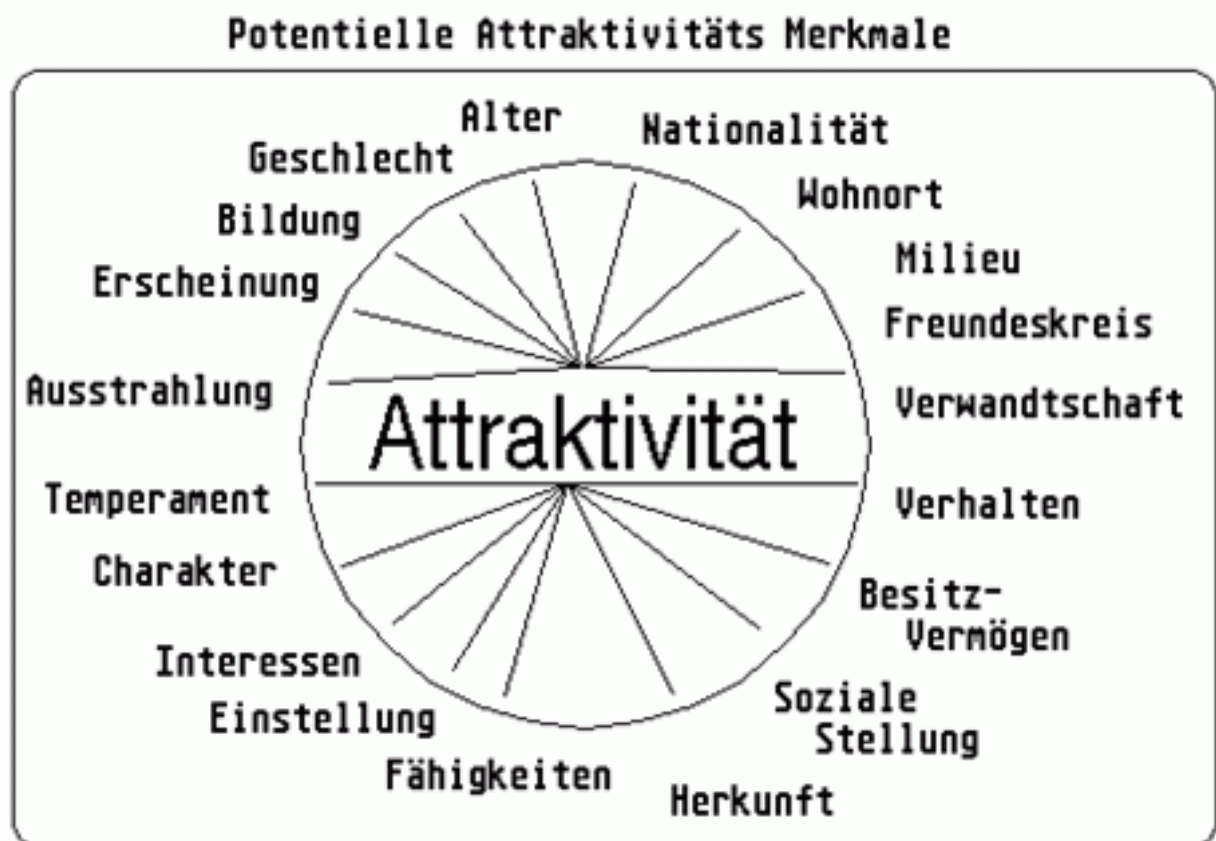 Potentielle Attraktivitäts Merkmale
Alter
Nationalität
Geschlecht
Wohnort
Bildung
Milieu
Erscheinung
Freundeskreis
Ausstrahlung
Verwandtschaft
Attraktivität
Temperament
Verhalten
Charakter
Besitz-
Vermögen
Interessen
Soziale
Stellung
Einstellung
Fähigkeiten
Herkunft